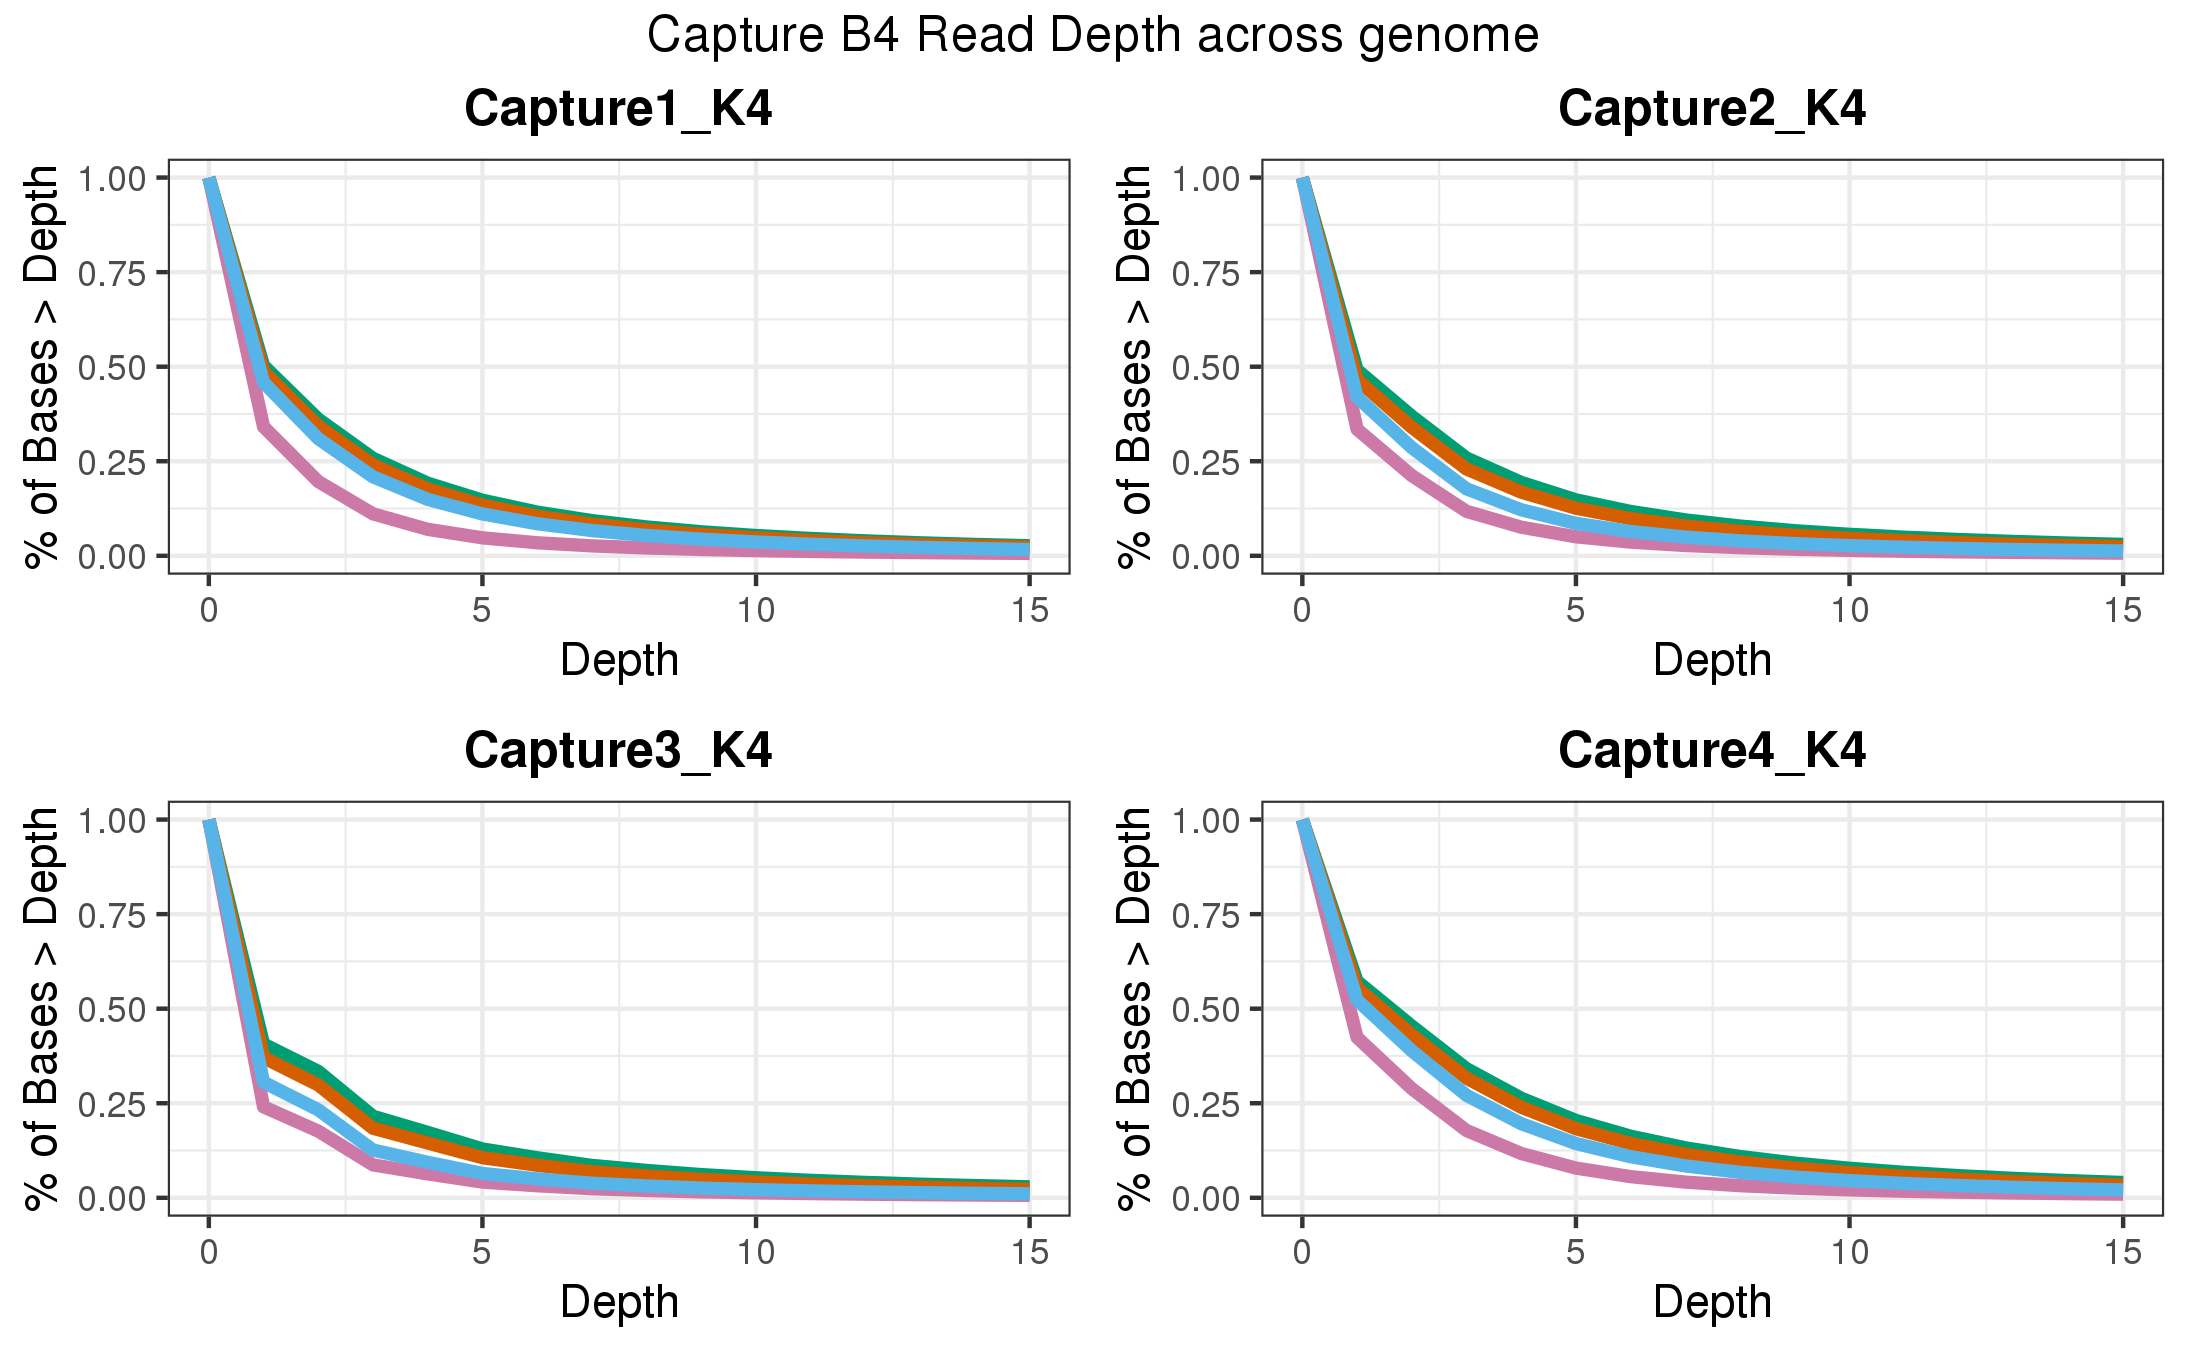 Capture B4 Read Depth across genome
Capture1_K4
% of Bases > Depth
1.00
0.75
0.50
0.25
0.00
0 5 10 15
Depth
Capture2_K4
% of Bases > Depth
1.00
0.75
0.50
0.25
0.00
0 5 10 15
Depth
Capture3_K4
% of Bases > Depth
1.00
0.75
0.50
0.25
0.00
0 5 10 15
Depth
Capture4_K4
% of Bases > Depth
1.00
0.75
0.50
0.25
0.00
0 5 10 15
Depth